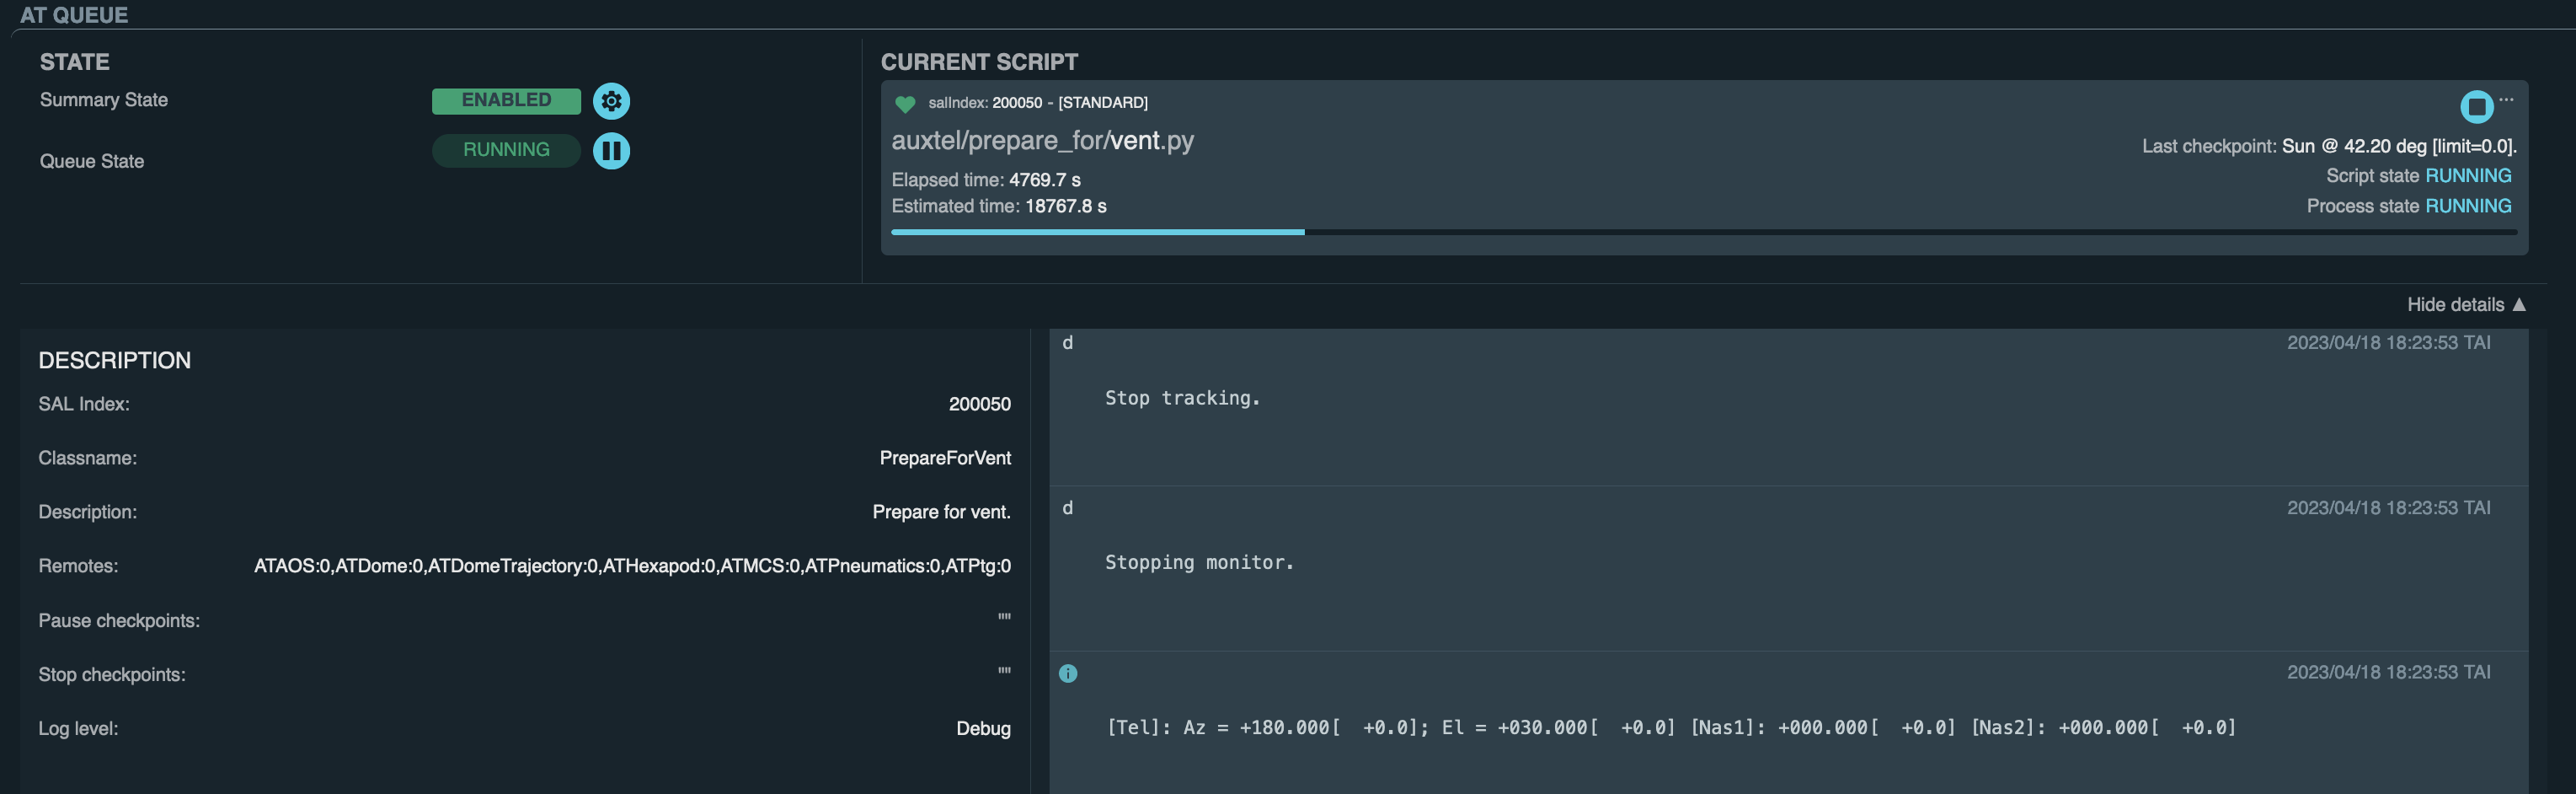 AT QUEUE
STATE
Summary State
ENABLED
Queue State
RUNNING
CURRENT SCRIPT
salIndex: 200050 - [STANDARD]
...
auxtel/prepare_for/vent.py
Last checkpoint: Sun @ 42.20 deg [limit=0.0].
Elapsed time: 4769.7 s
Script state RUNNING
Estimated time: 18767.8 s
Process state RUNNING
Hide details ▲
DESCRIPTION
SAL Index: 200050
Classname: PrepareForVent
Description: Prepare for vent.
Remotes: ATAOS:0,ATDome:0,ATDomeTrajectory:0,ATHexapod:0,ATMCS:0,ATPneumatics:0,ATPtg:0
Pause checkpoints: ""
Stop checkpoints: ""
Log level: Debug
d 2023/04/18 18:23:53 TAI
Stop tracking.
d 2023/04/18 18:23:53 TAI
Stopping monitor.
i 2023/04/18 18:23:53 TAI
[Tel]: Az = +180.000[  +0.0]; El = +030.000[  +0.0] [Nas1]: +000.000[  +0.0] [Nas2]: +000.000[  +0.0]